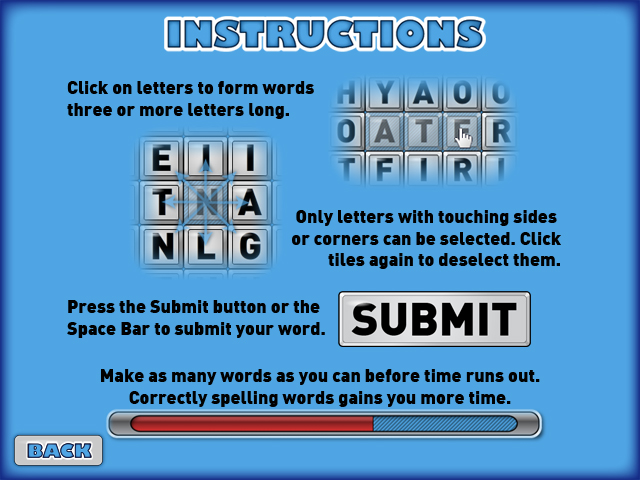 INSTRUCTIONS
Click on letters to form words
three or more letters long.
H Y A O O
O A T E R
T F I R I
E I I
T N A
N L G
Only letters with touching sides
or corners can be selected. Click
tiles again to deselect them.
Press the Submit button or the
Space Bar to submit your word.
SUBMIT
Make as many words as you can before time runs out.
Correctly spelling words gains you more time.
BACK